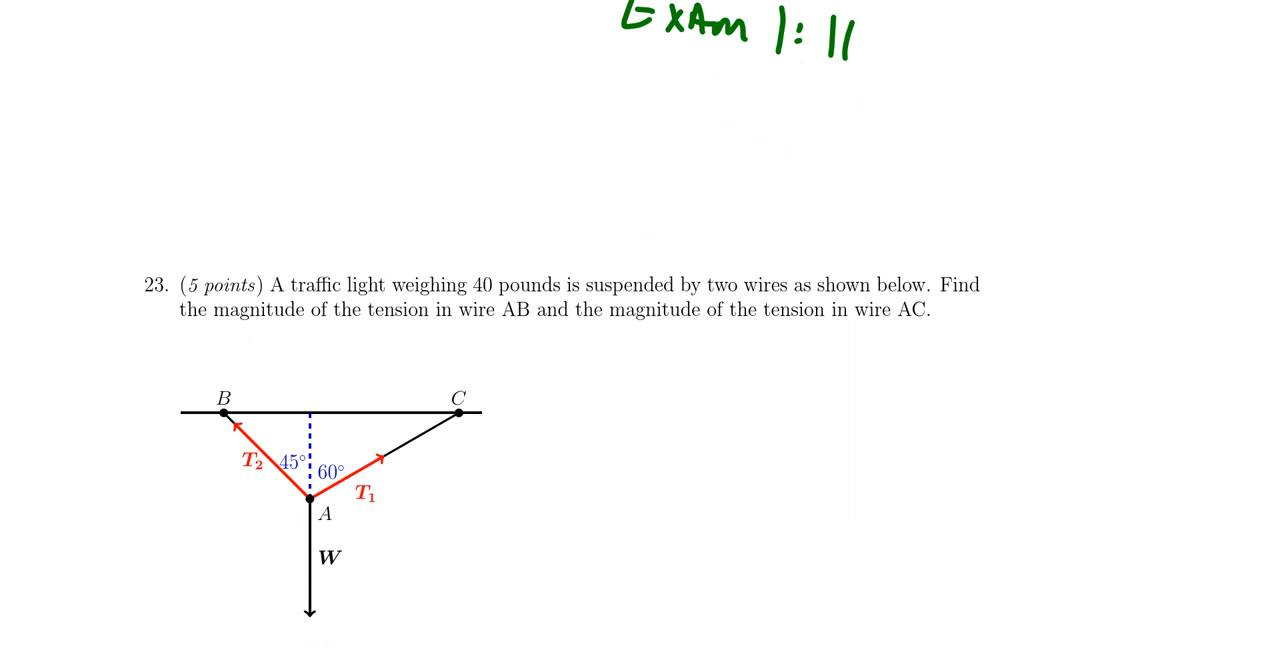 Exam 1: 11
23. (5 points) A traffic light weighing 40 pounds is suspended by two wires as shown below. Find
the magnitude of the tension in wire AB and the magnitude of the tension in wire AC.
B
C
T₂
45°
60°
T₁
A
W